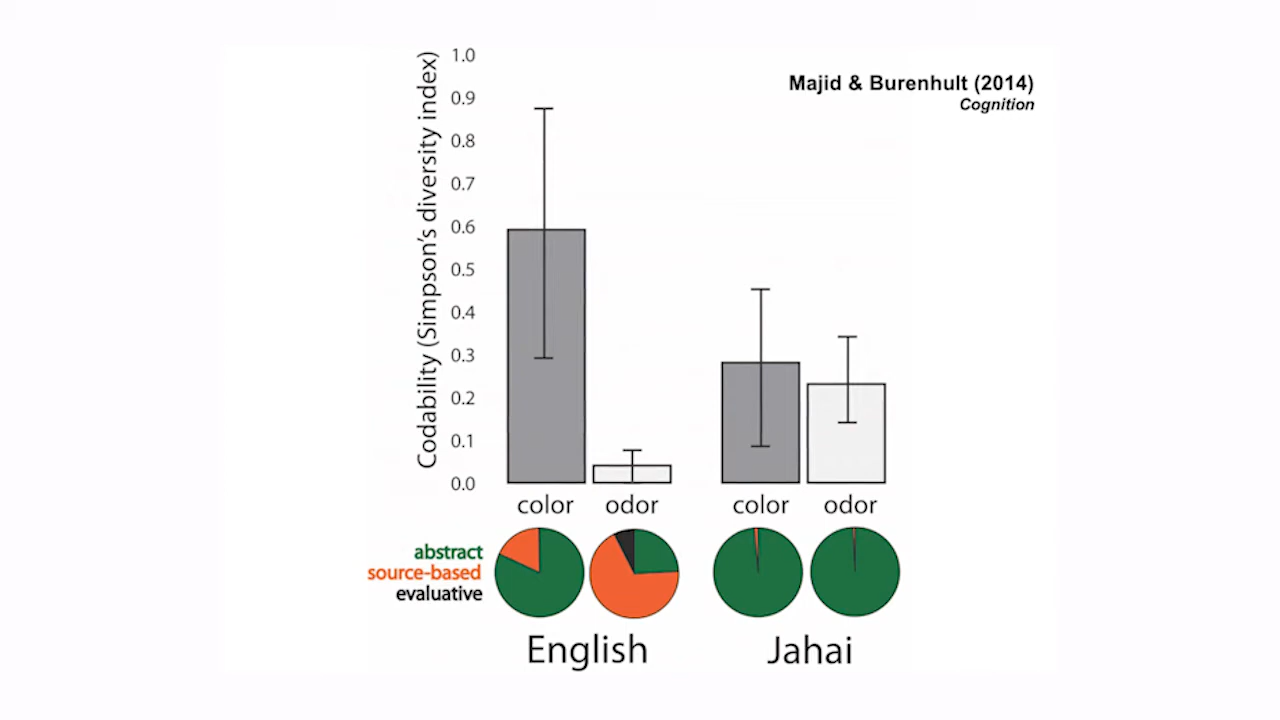 Majid & Burenhult (2014)
Cognition
Codability (Simpson's diversity index)
1.0
0.9
0.8
0.7
0.6
0.5
0.4
0.3
0.2
0.1
0.0
color odor color odor
abstract
source-based
evaluative
English Jahai